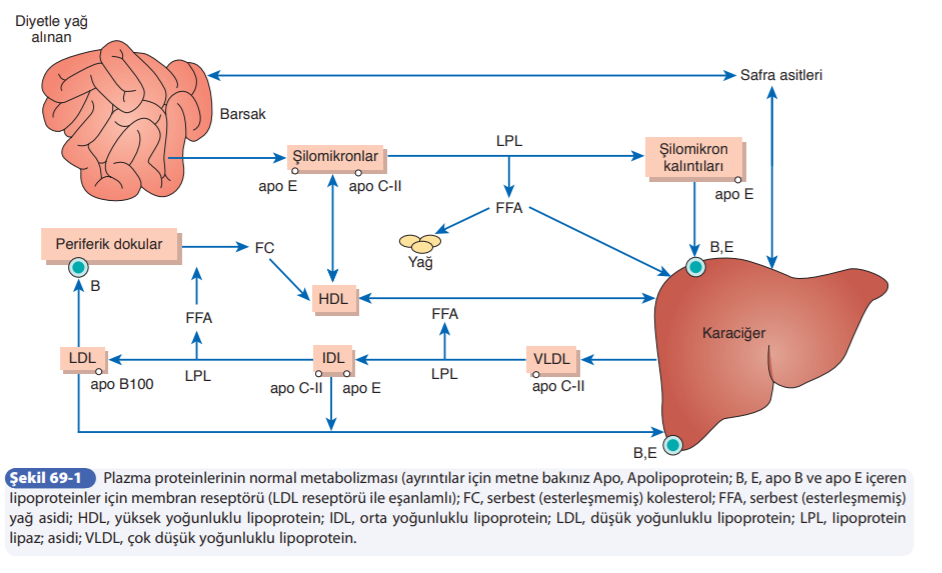 Diyetle yağ
alınan
Safra asitleri
Barsak
LPL
Şilomikronlar
Şilomikron
kalıntıları
apo E
apo C-II
apo E
FFA
Periferik dokular
FC
Yağ
B,E
B
HDL
FFA
FFA
Karaciğer
LDL
IDL
VLDL
apo B100
LPL
apo C-II
apo E
LPL
apo C-II
B,E
Şekil 69-1 Plazma proteinlerinin normal metabolizması (ayrıntılar için metne bakınız Apo, Apolipoprotein; B, E, apo B ve apo E içeren
lipoproteinler için membran reseptörü (LDL reseptörü ile eşanlamlı); FC, serbest (esterleşmemiş) kolesterol; FFA, serbest (esterleşmemiş)
yağ asidi; HDL, yüksek yoğunluklu lipoprotein; IDL, orta yoğunluklu lipoprotein; LDL, düşük yoğunluklu lipoprotein; LPL, lipoprotein
lipaz; asidi; VLDL, çok düşük yoğunluklu lipoprotein.